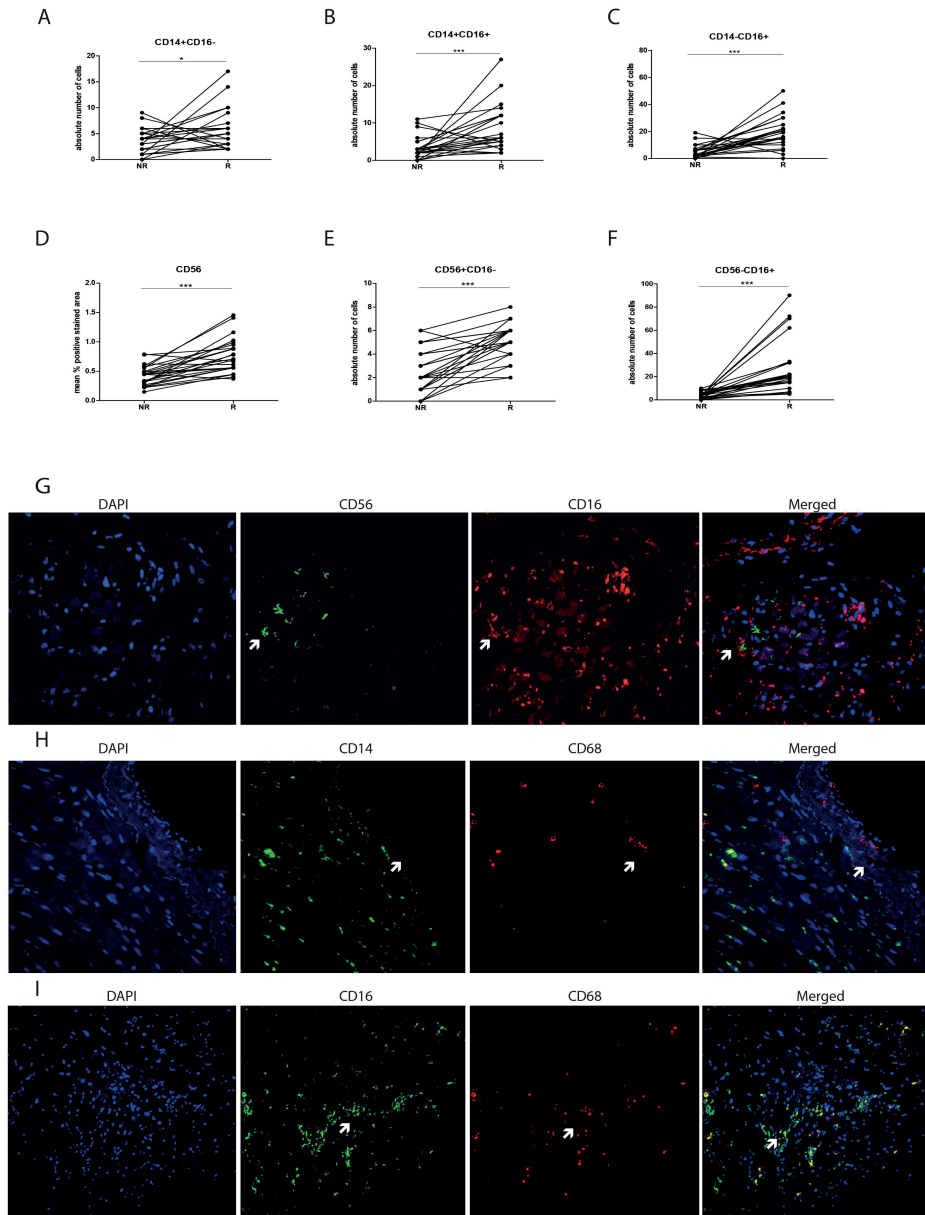 A
CD14+CD16-
*
absolute number of cells
20
15
10
5
0
NR
R
B
CD14+CD16+
***
absolute number of cells
30
20
10
0
NR
R
C
CD14-CD16+
***
absolute number of cells
80
60
40
20
0
NR
R
D
CD56
***
mean % positive stained area
2.0
1.5
1.0
0.5
0.0
NR
R
E
CD56+CD16-
***
absolute number of cells
10
8
6
4
2
0
NR
R
F
CD56-CD16+
***
absolute number of cells
100
80
60
40
20
0
NR
R
G
DAPI
CD56
CD16
Merged
H
DAPI
CD14
CD68
Merged
I
DAPI
CD16
CD68
Merged